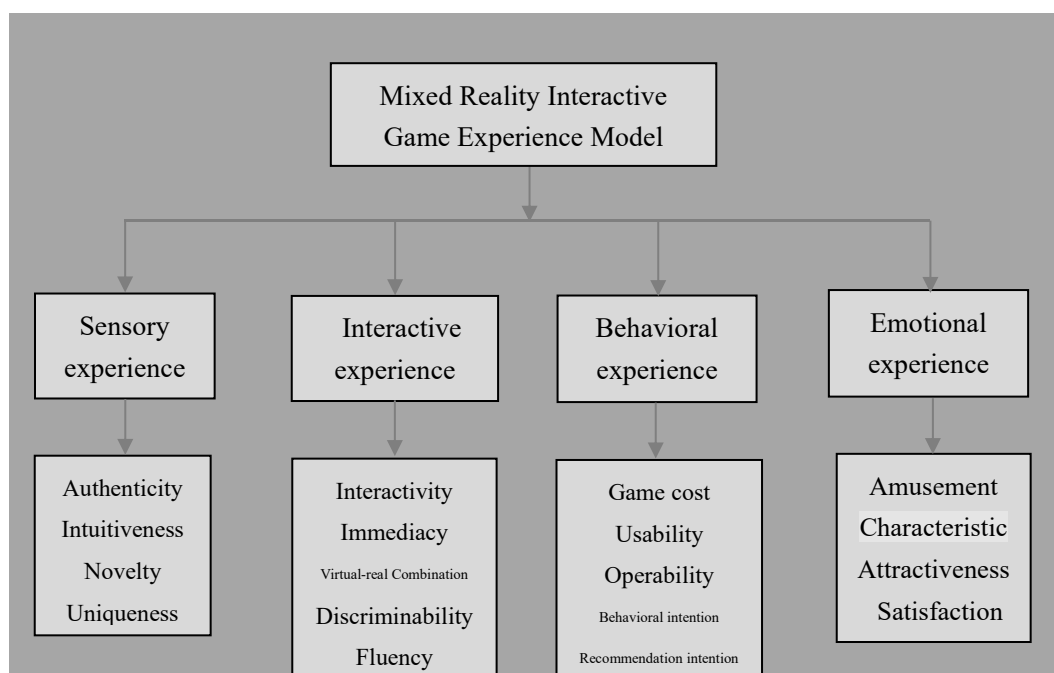 Mixed Reality Interactive
Game Experience Model
Sensory
experience
Interactive
experience
Behavioral
experience
Emotional
experience
Authenticity
Intuitiveness
Novelty
Uniqueness
Interactivity
Immediacy
Virtual-real Combination
Discriminability
Fluency
Game cost
Usability
Operability
Behavioral intention
Recommendation intention
Amusement
Characteristic
Attractiveness
Satisfaction